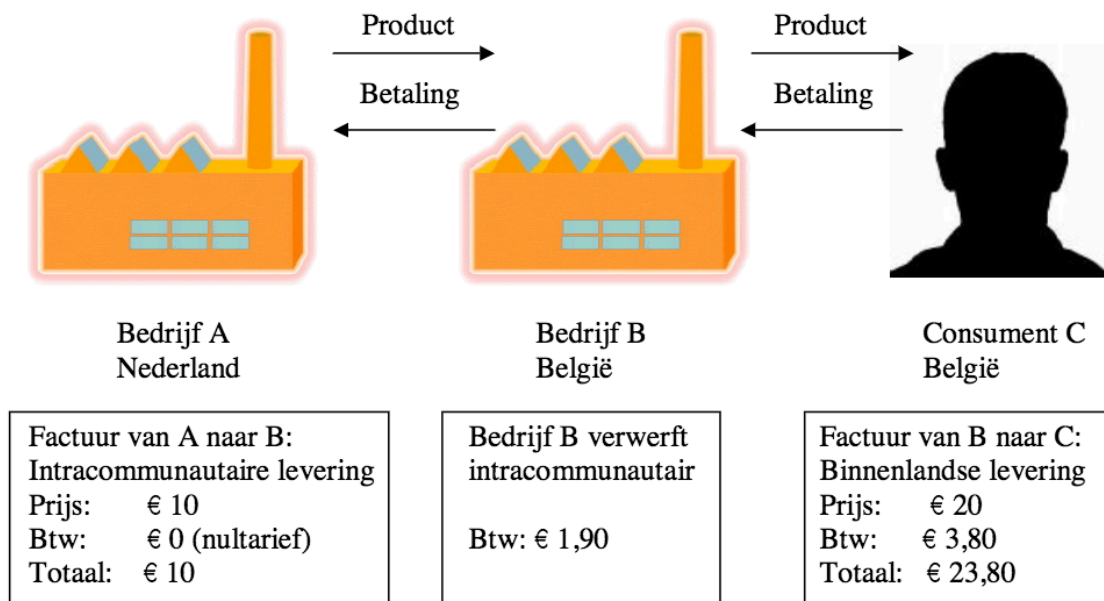 Product
Product
Betaling
Betaling
Bedrijf A
Nederland
Bedrijf B
België
Consument C
België
Factuur van A naar B:
Intracommunautaire levering
Prijs: € 10
Btw: € 0 (nultarief)
Totaal: € 10
Bedrijf B verwerft
intracommunautair
Btw: € 1,90
Factuur van B naar C:
Binnenlandse levering
Prijs: € 20
Btw: € 3,80
Totaal: € 23,80